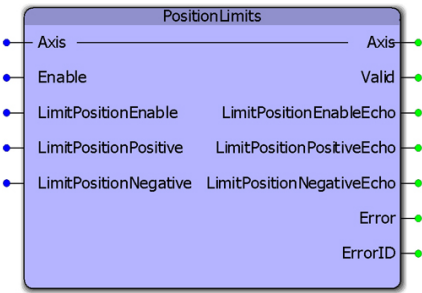 PositionLimits
Axis Axis
Enable Valid
LimitPositionEnable LimitPositionEnableEcho
LimitPositionPositive LimitPositionPositiveEcho
LimitPositionNegative LimitPositionNegativeEcho
Error
ErrorID